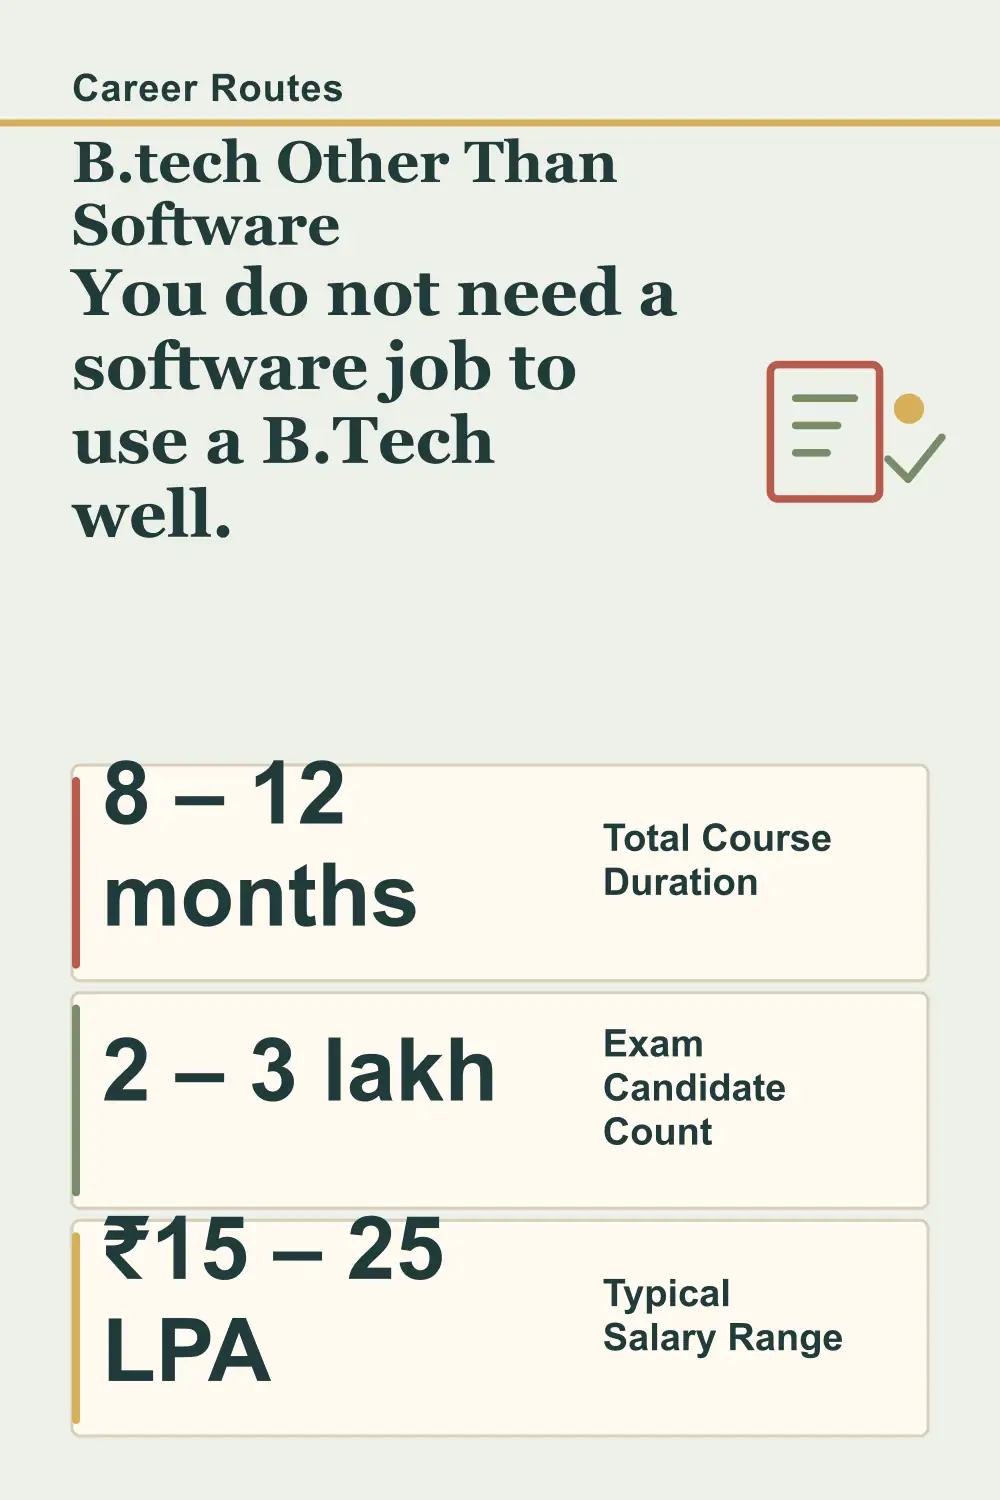 Career Routes
B.tech Other Than
Software
You do not need a
software job to
use a B.Tech
well.
8 – 12
months
Total Course
Duration
2 – 3 lakh
Exam
Candidate
Count
₹15 – 25
LPA
Typical
Salary Range